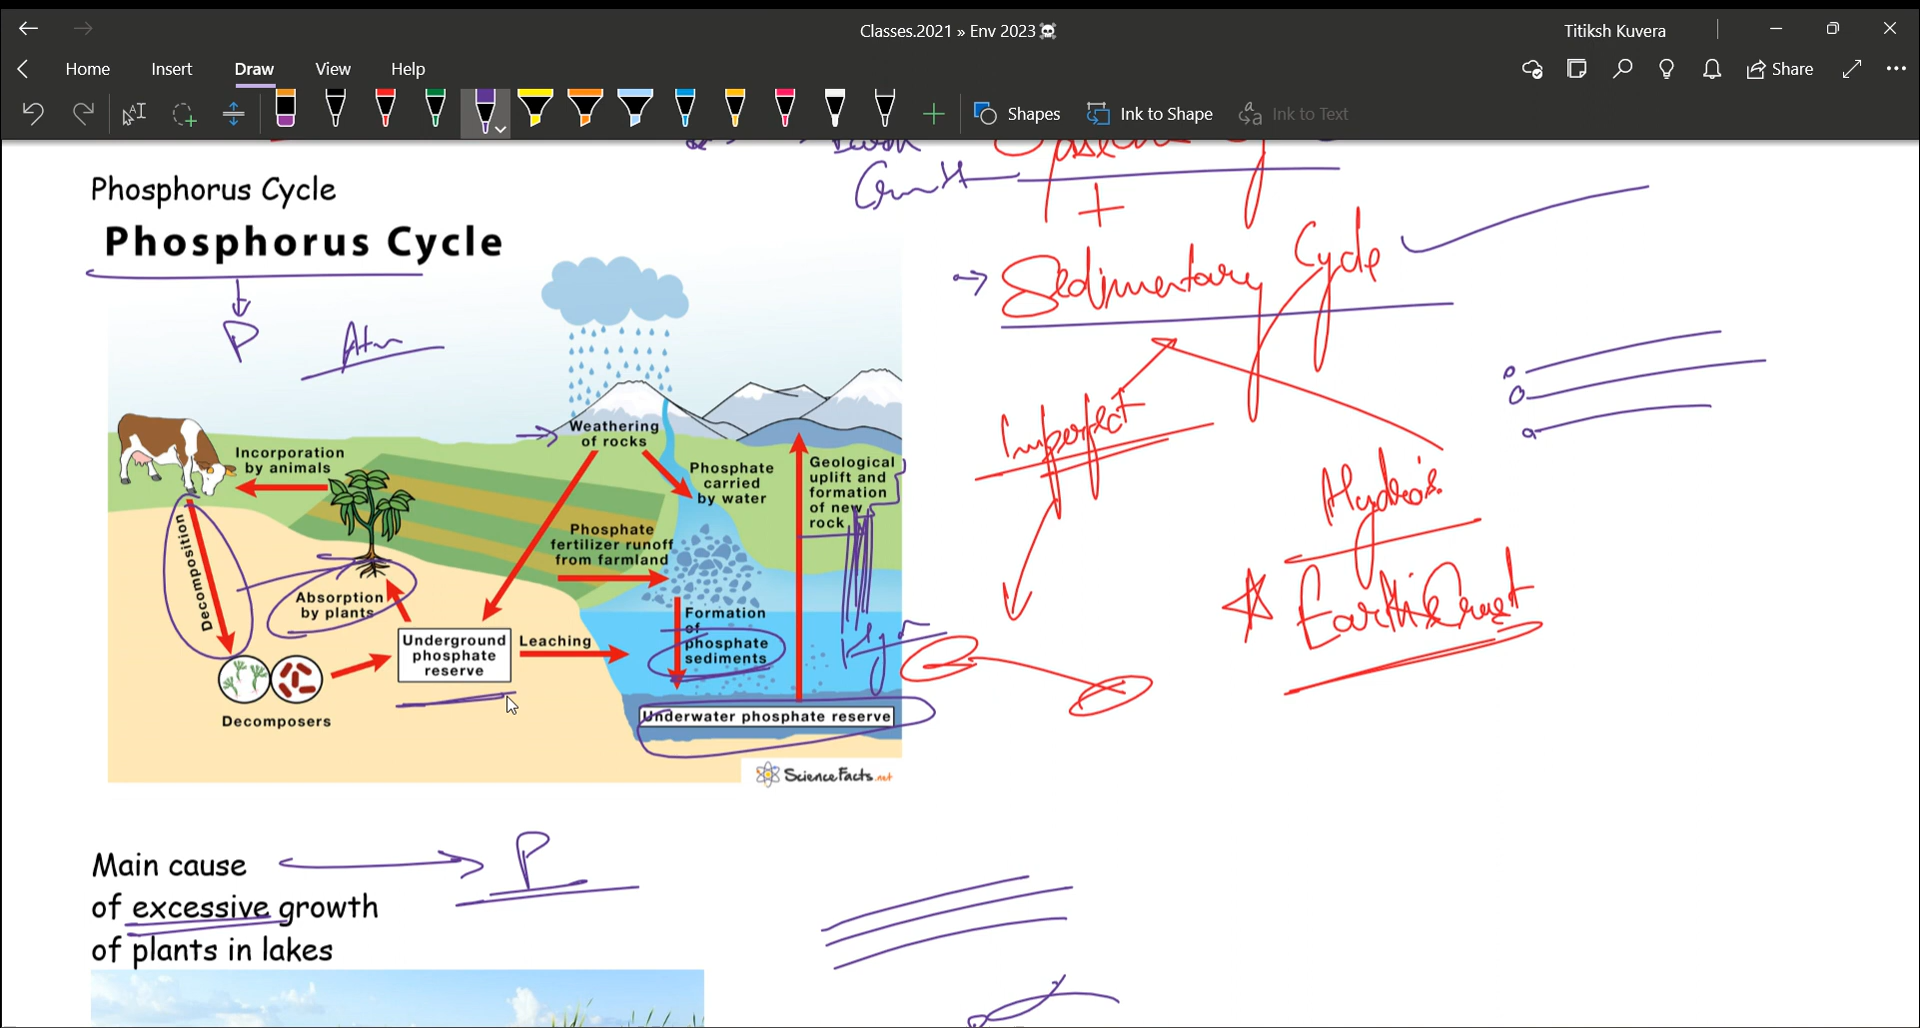 Classes.2021 » Env 2023
Titiksh Kuvera
Home Insert Draw View Help
Share
Shapes Ink to Shape Ink to Text
Phosphorus Cycle
Phosphorus Cycle
P
Atm
Weathering
of rocks
Incorporation
by animals
Phosphate
carried
by water
Geological
uplift and
formation
of new
rock
Phosphate
fertilizer runoff
from farmland
Decomposition
Absorption
by plants
Formation
of
phosphate
sediments
Underground
phosphate
reserve
Leaching
Underwater phosphate reserve
Decomposers
ScienceFacts.net
+
Sedimentary Cycle
Imperfect
Main cause
of excessive growth
of plants in lakes
P